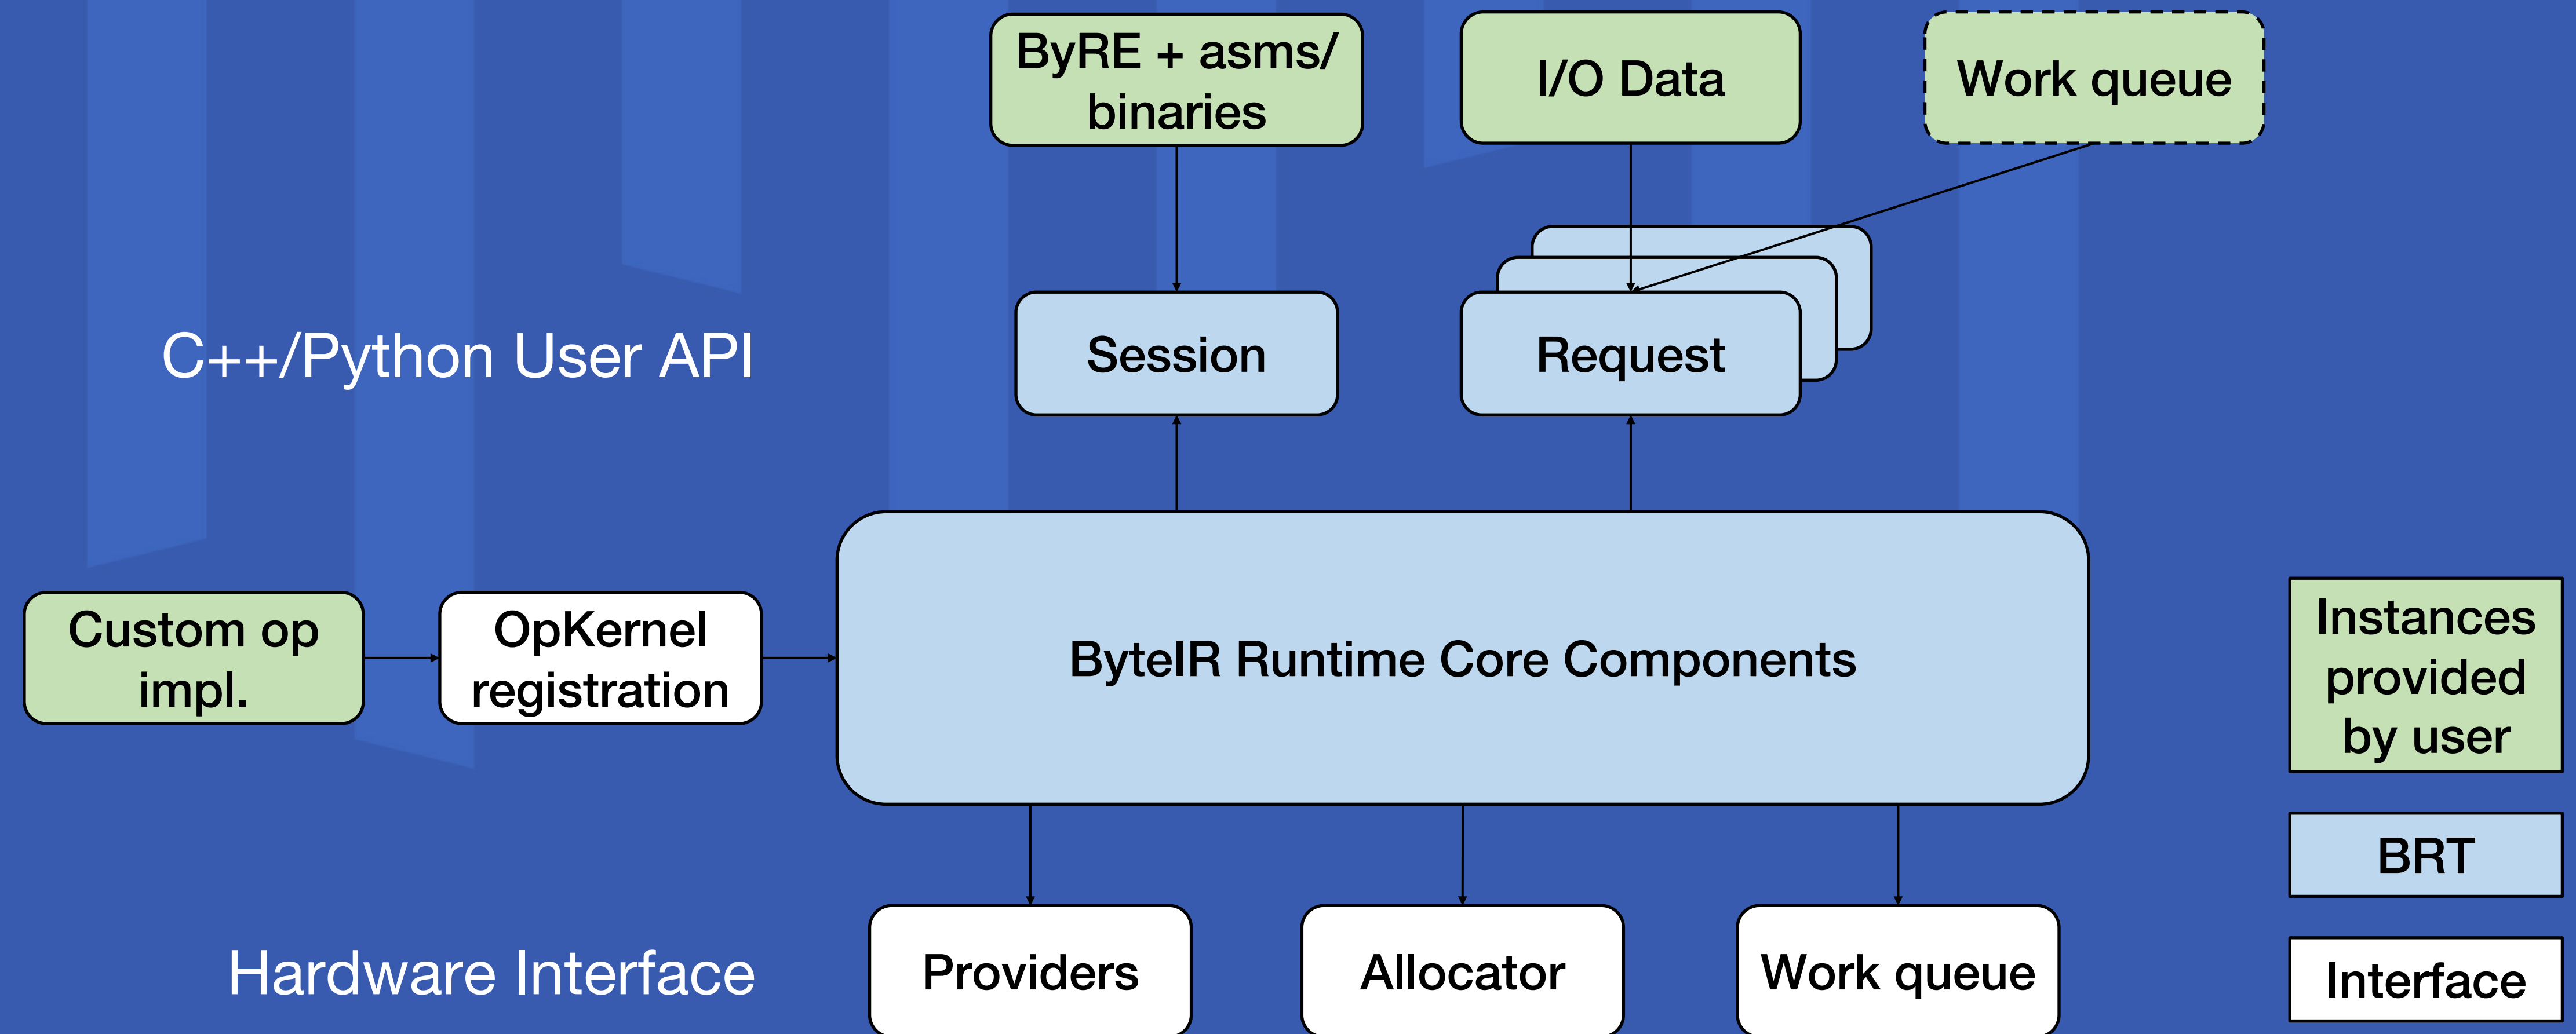 ByRE + asms/
binaries
I/O Data
Work queue
C++/Python User API
Session
Request
Custom op
impl.
OpKernel
registration
ByteIR Runtime Core Components
Instances
provided
by user
BRT
Hardware Interface
Providers
Allocator
Work queue
Interface